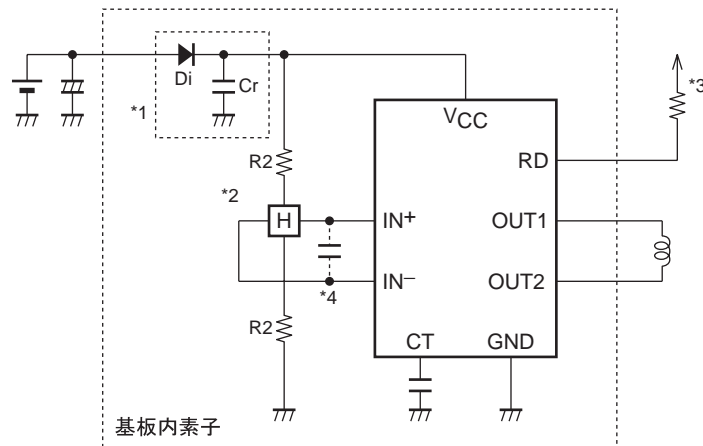 Di
Cr
*1
*3
VCC
R2
RD
*2
H
IN+
OUT1
*4
IN−
OUT2
R2
CT
GND
基板内素子